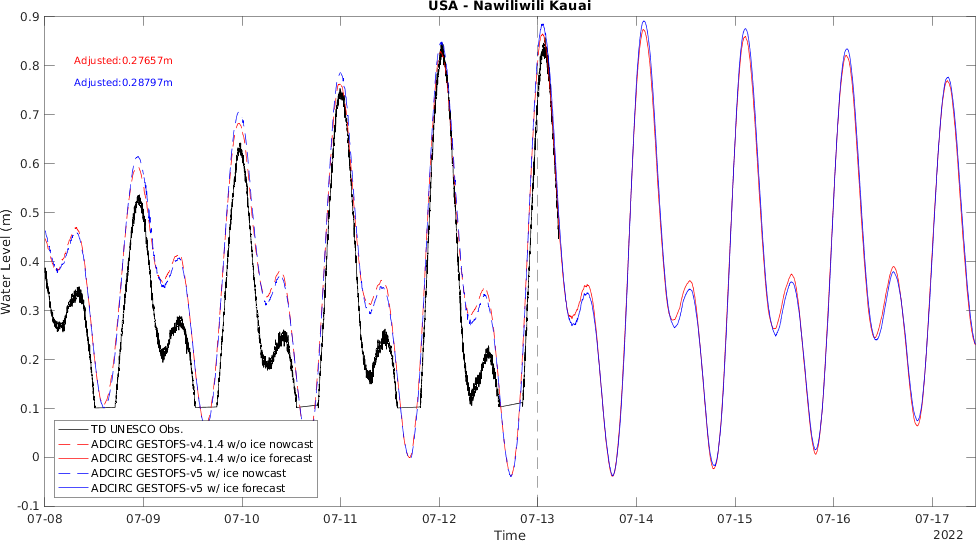 USA - Nawiliwili Kauai
0.9
0.8
0.7
0.6
0.5
0.4
0.3
0.2
0.1
0
-0.1
Water Level (m)
Adjusted:0.27657m
Adjusted:0.28797m
TD UNESCO Obs.
ADCIRC GESTOFS-v4.1.4 w/o ice nowcast
ADCIRC GESTOFS-v4.1.4 w/o ice forecast
ADCIRC GESTOFS-v5 w/ ice nowcast
ADCIRC GESTOFS-v5 w/ ice forecast
07-08 07-09 07-10 07-11 07-12 07-13 07-14 07-15 07-16 07-17
Time
2022